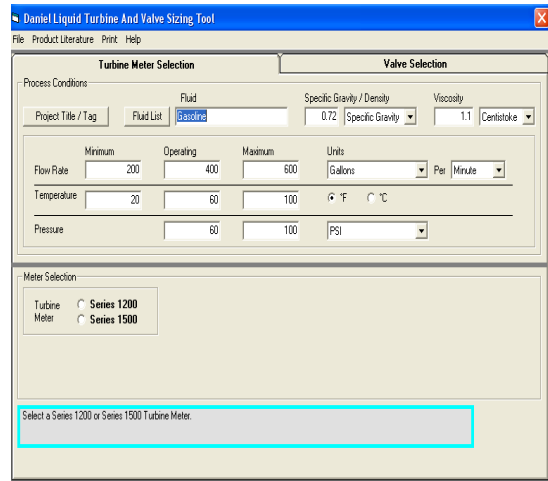 Daniel Liquid Turbine And Valve Sizing Tool
File Product Literature Print Help
Turbine Meter Selection Valve Selection
Process Conditions
Fluid Specific Gravity / Density Viscosity
Project Title / Tag Fluid List Gasoline 0.72 Specific Gravity 1.1 Centistoke
Minimum Operating Maximum Units
Flow Rate 200 400 600 Gallons Per Minute
Temperature 20 60 100 °F °C
Pressure 60 100 PSI
Meter Selection
Turbine Meter
Series 1200
Series 1500
Select a Series 1200 or Series 1500 Turbine Meter.